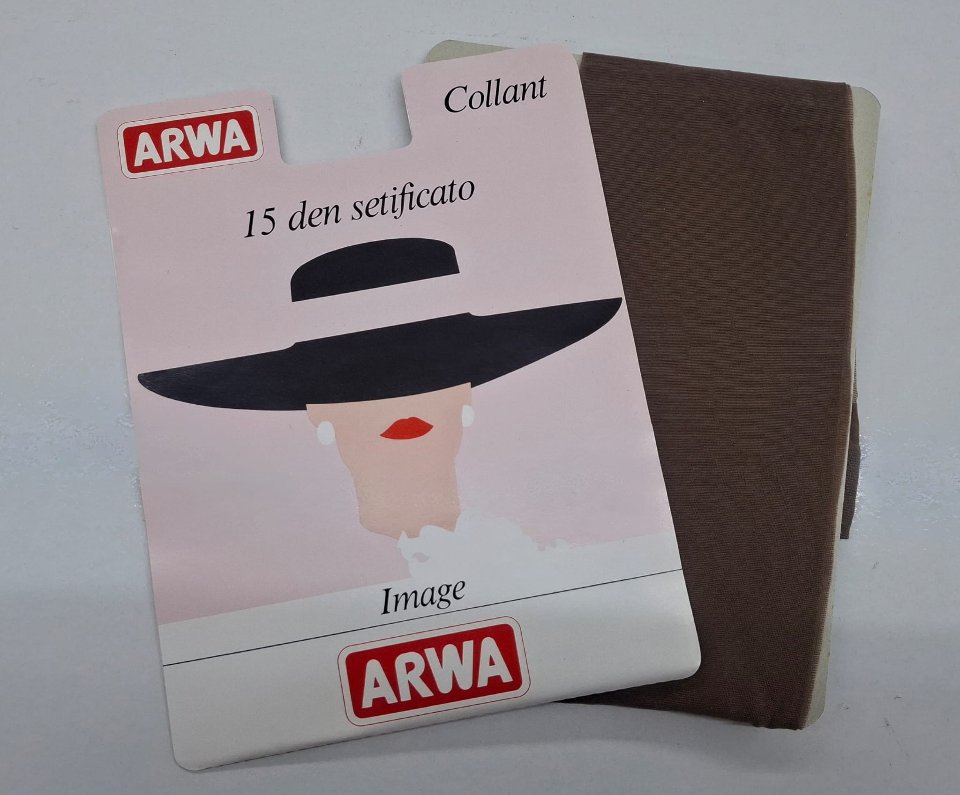 ARWA
Collant
15 den setificato
Image
ARWA